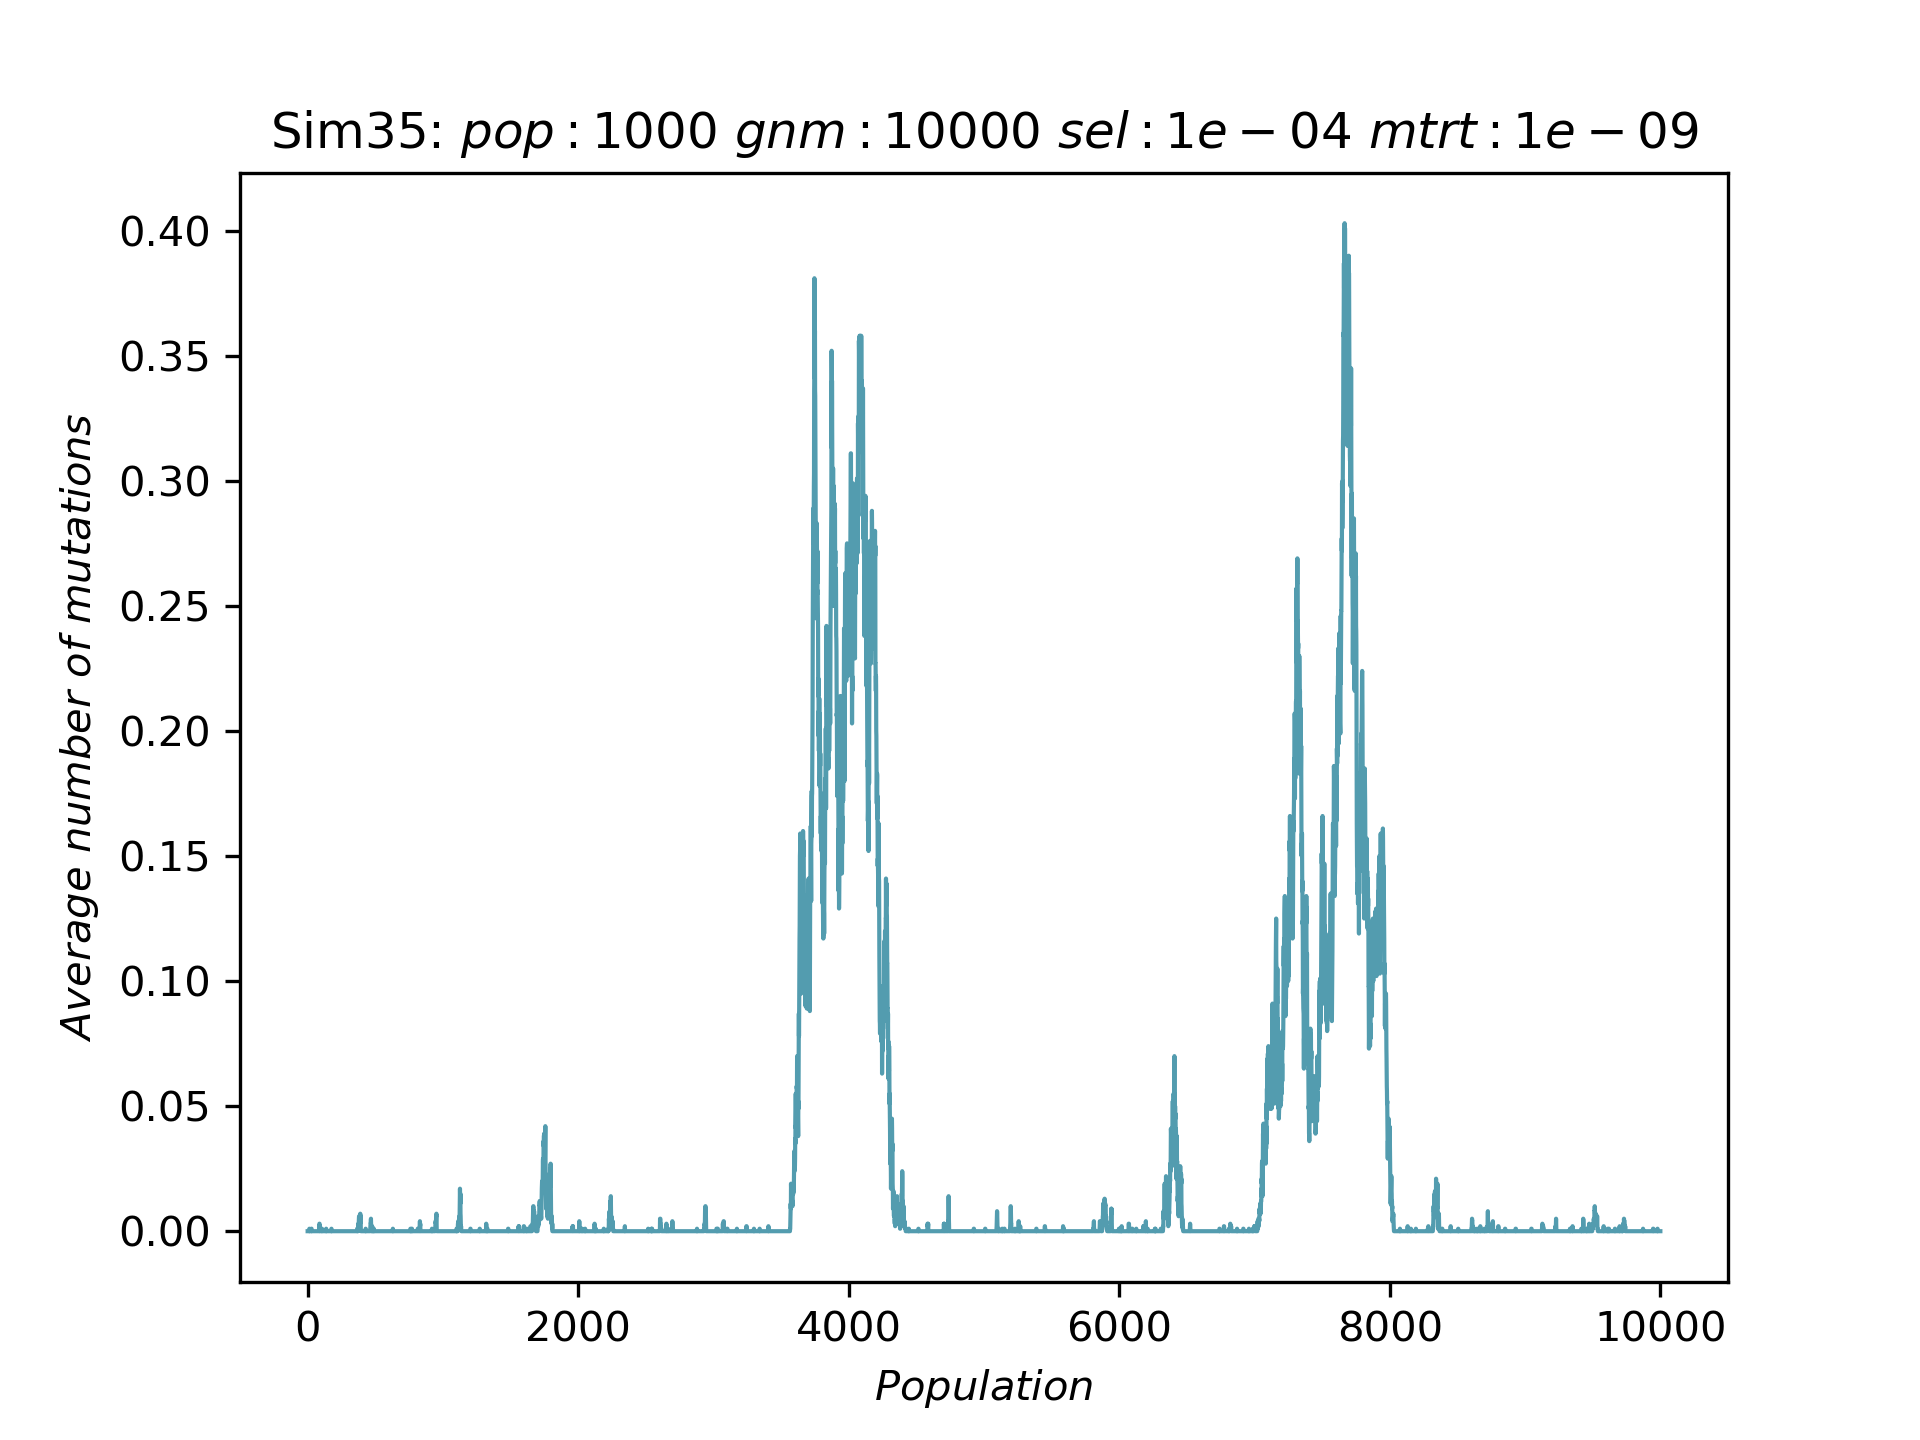 Sim35: pop : 1000 gnm : 10000 sel : 1e − 04 mtrt : 1e − 09
0.40
0.35
0.30
0.25
0.20
0.15
0.10
0.05
0.00
Average number of mutations
0 2000 4000 6000 8000 10000
Population